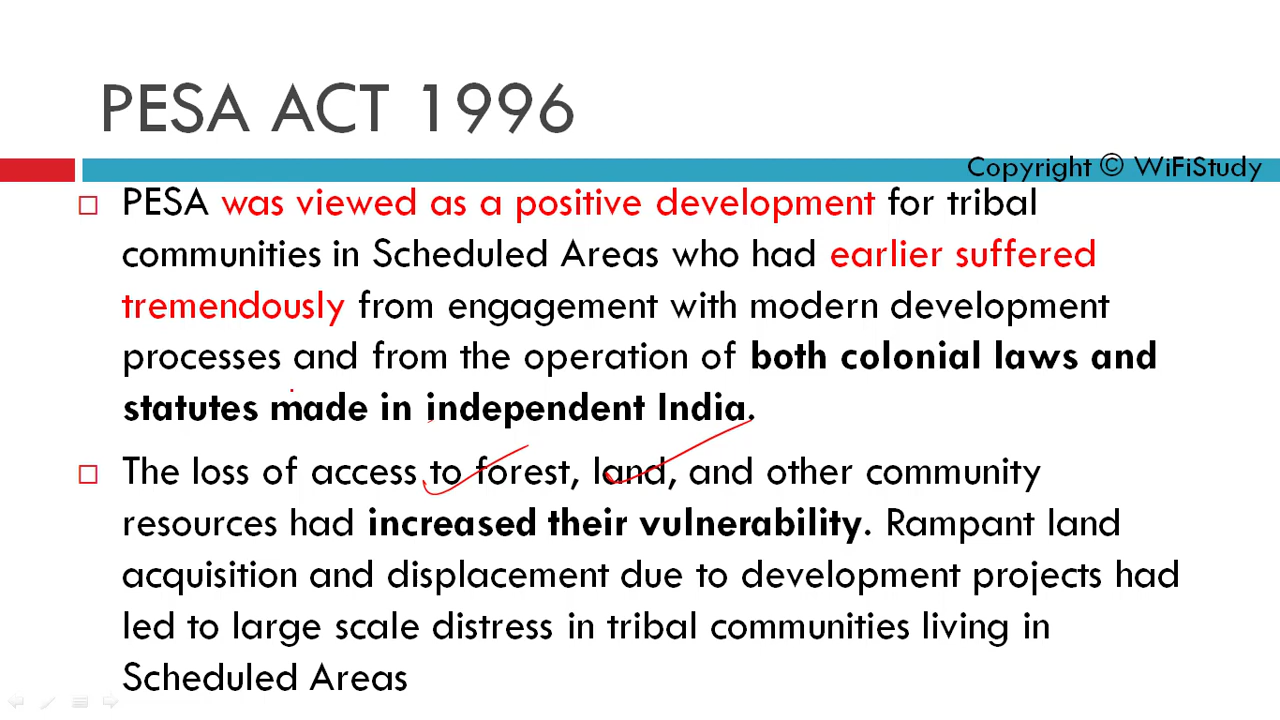 PESA ACT 1996
Copyright © WiFiStudy
PESA was viewed as a positive development for tribal
communities in Scheduled Areas who had earlier suffered
tremendously from engagement with modern development
processes and from the operation of both colonial laws and
statutes made in independent India.
The loss of access to forest, land, and other community
resources had increased their vulnerability. Rampant land
acquisition and displacement due to development projects had
led to large scale distress in tribal communities living in
Scheduled Areas